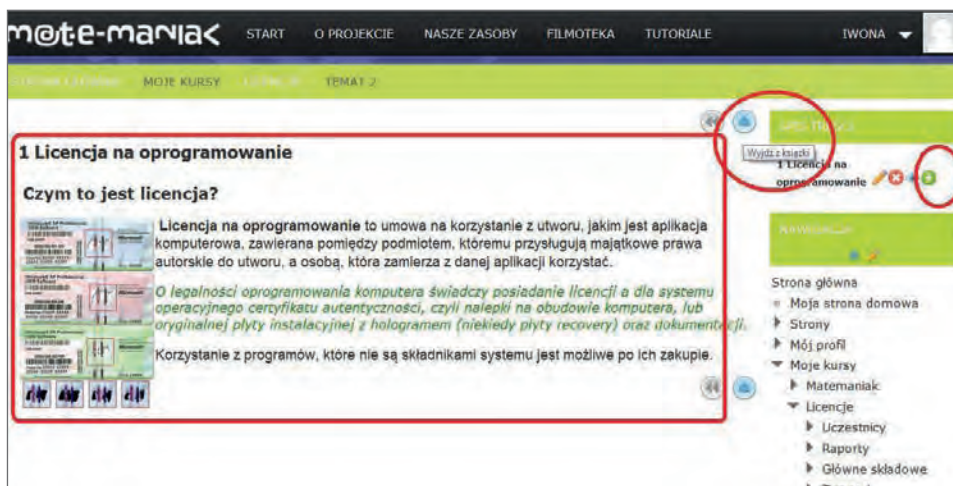 m@te-maniak START O PROJEKCIE NASZE ZASOBY FILMOTEKA TUTORIALE IWONA
MOJE KURSY TEMAT 2
1 Licencja na oprogramowanie
Czym to jest licencja?
Licencja na oprogramowanie to umowa na korzystanie z utworu, jakim jest aplikacja
komputerowa, zawierana pomiędzy podmiotem, któremu przysługują majątkowe prawa
autorskie do utworu, a osobą, która zamierza z danej aplikacji korzystać.
O legalności oprogramowania komputera świadczy posiadanie licencji a dla systemu
operacyjnego certyfikatu autentyczności, czyli nalepki na obudowie komputera, lub
oryginalnej płyty instalacyjnej z hologramem (niekiedy płyty recovery) oraz dokumentacji.
Korzystanie z programów, które nie są składnikami systemu jest możliwe po ich zakupie.
Wyjdź z książki
1 Licencja na
oprogramowanie
Strona główna
Moja strona domowa
Strony
Mój profil
Moje kursy
Matemaniak
Licencje
Uczestnicy
Raporty
Główne składowe